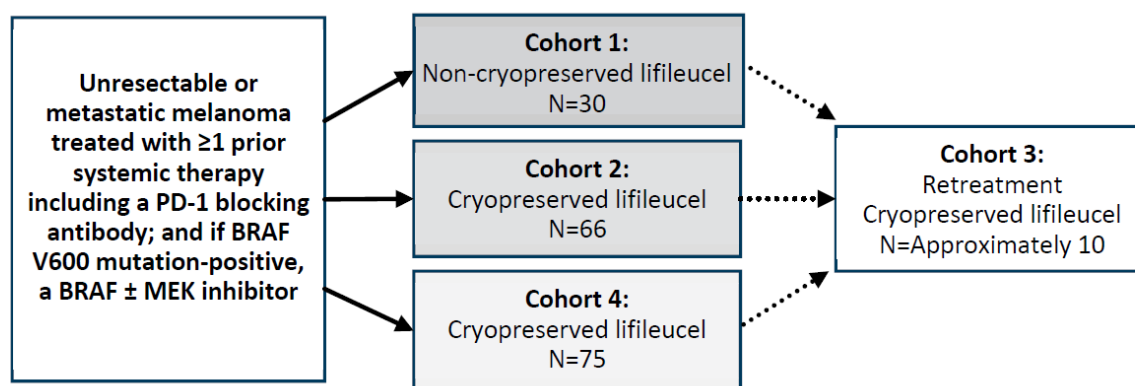 Unresectable or
metastatic melanoma
treated with ≥1 prior
systemic therapy
including a PD-1 blocking
antibody; and if BRAF
V600 mutation-positive,
a BRAF ± MEK inhibitor
Cohort 1:
Non-cryopreserved lifileucel
N=30
Cohort 2:
Cryopreserved lifileucel
N=66
Cohort 4:
Cryopreserved lifileucel
N=75
Cohort 3:
Retreatment
Cryopreserved lifileucel
N=Approximately 10